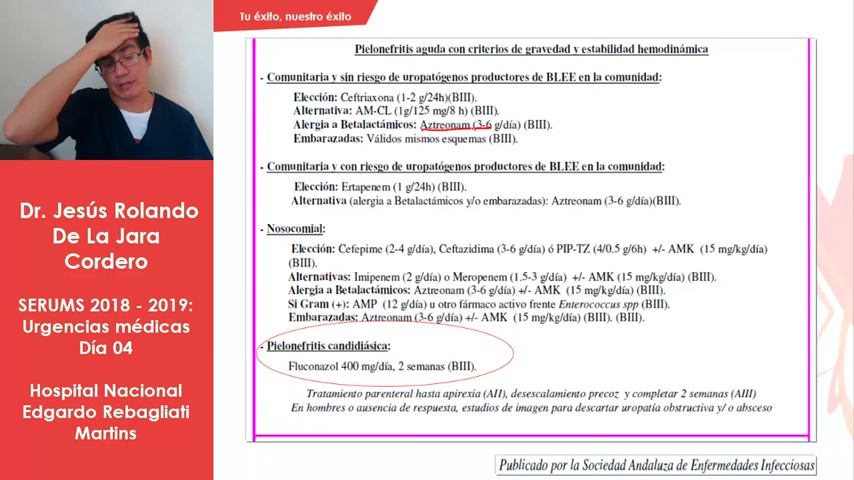 Tu éxito, nuestro éxito
Dr. Jesús Rolando
De La Jara
Cordero
SERUMS 2018 - 2019:
Urgencias médicas
Día 04
Hospital Nacional
Edgardo Rebagliati
Martins
Pielonefritis aguda con criterios de gravedad y estabilidad hemodinámica
- Comunitaria y sin riesgo de uropatógenos productores de BLEE en la comunidad:
Elección: Ceftriaxona (1-2 g/24h)(BIII).
Alternativa: AM-CL (1g/125 mg/8 h) (BIII).
Alergia a Betalactámicos: Aztreonam (3-6 g/día) (BIII).
Embarazadas: Válidos mismos esquemas (BIII).
- Comunitaria y con riesgo de uropatógenos productores de BLEE en la comunidad:
Elección: Ertapenem (1 g/24h) (BIII).
Alternativa (alergia a Betalactámicos y/o embarazadas): Aztreonam (3-6 g/día)(BIII).
- Nosocomial:
Elección: Cefepime (2-4 g/día), Ceftazidima (3-6 g/día) ó PIP-TZ (4/0.5 g/6h) +/- AMK (15 mg/kg/día)
(BIII).
Alternativas: Imipenem (2 g/día) o Meropenem (1.5-3 g/día) +/- AMK (15 mg/kg/día) (BIII).
Alergia a Betalactámicos: Aztreonam (3-6 g/día) +/- AMK (15 mg/kg/día) (BIII).
Si Gram (+): AMP (12 g/día) u otro fármaco activo frente Enterococcus spp (BIII).
Embarazadas: Aztreonam (3-6 g/día) +/- AMK (15 mg/kg/día) (BIII). (BIII).
- Pielonefritis candidiásica:
Fluconazol 400 mg/día, 2 semanas (BIII).
Tratamiento parenteral hasta apirexia (AII), desescalamiento precoz y completar 2 semanas (AIII)
En hombres o ausencia de respuesta, estudios de imagen para descartar uropatía obstructiva y/ o absceso
Publicado por la Sociedad Andaluza de Enfermedades Infecciosas